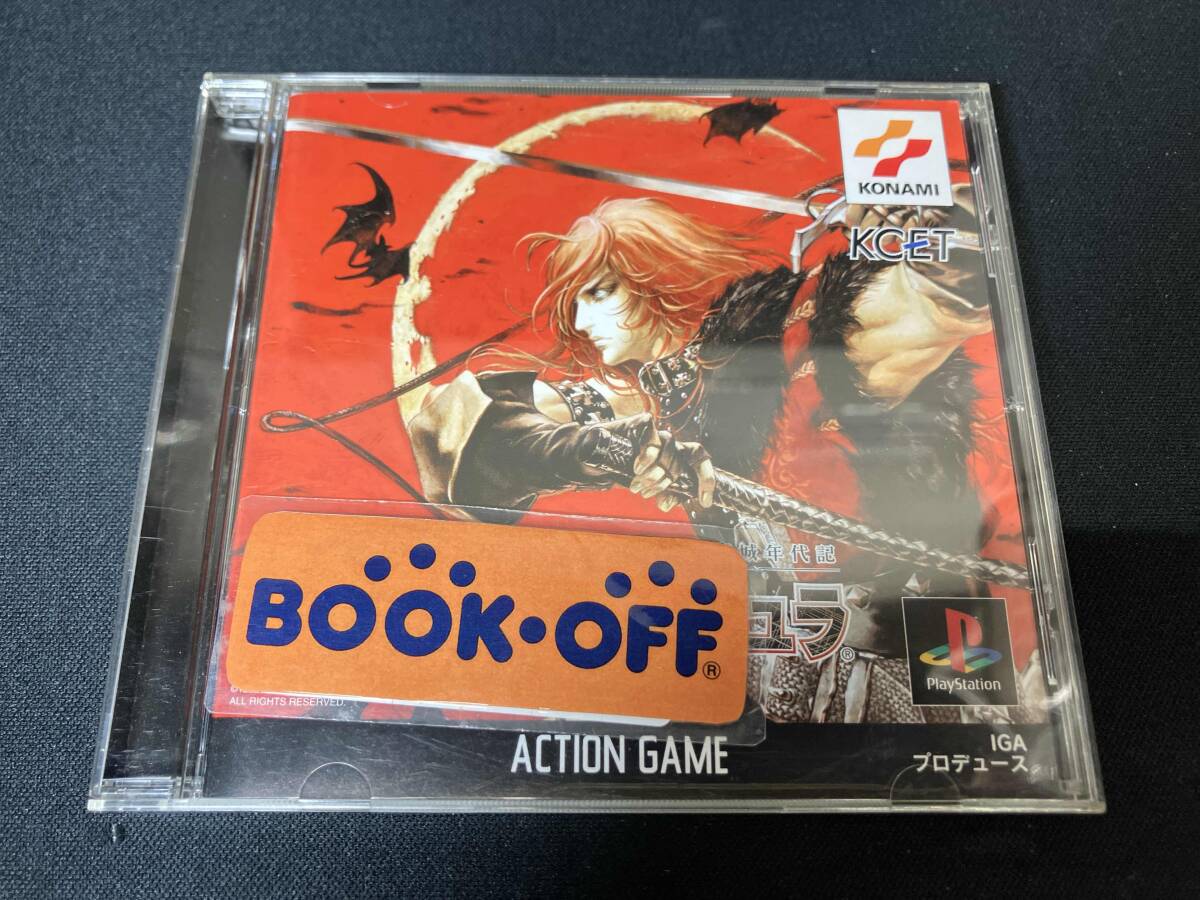 KONAMI
KCET
城年代記
ュラ®
BOOK・OFF®
PlayStation
ALL RIGHTS RESERVED.
ACTION GAME
IGA
プロデュース